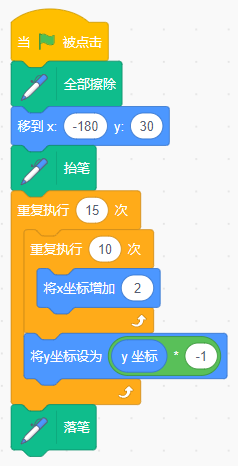 当 被点击
全部擦除
移到 x: -180 y: 30
抬笔
重复执行 15 次
重复执行 10 次
将x坐标增加 2
将y坐标设为 y 坐标 * -1
落笔